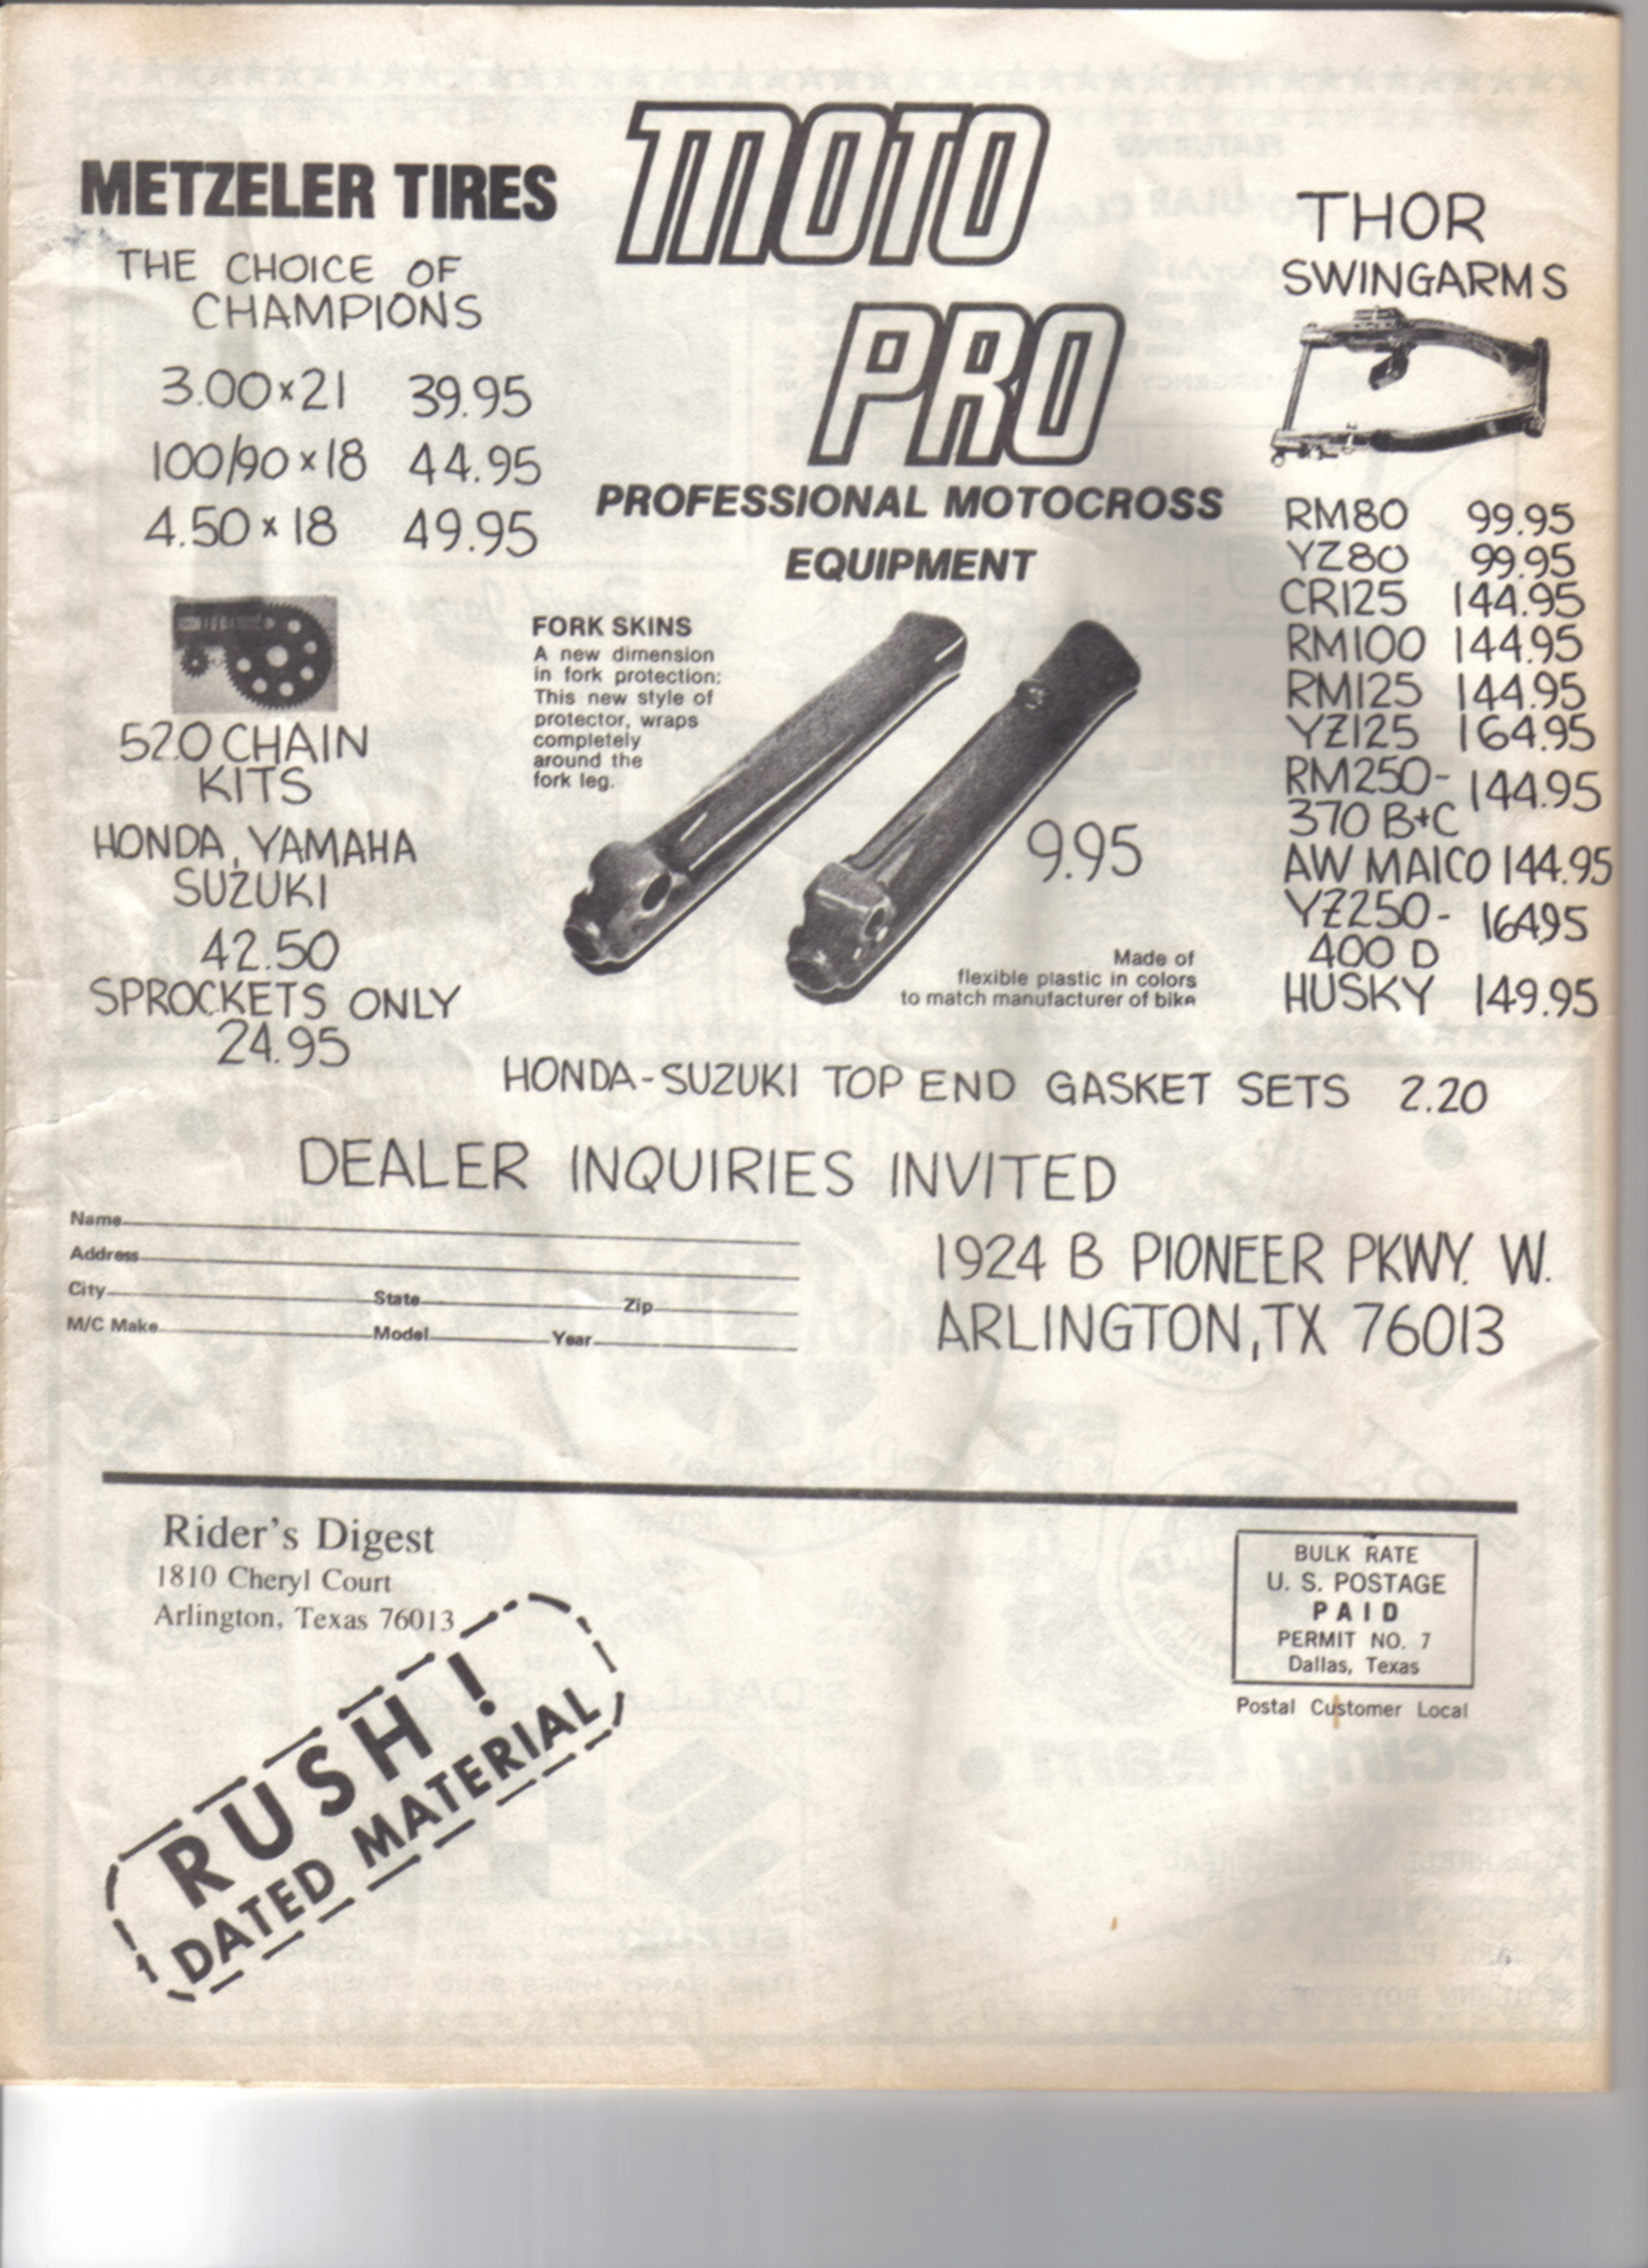 METZELER TIRES
THE CHOICE OF
CHAMPIONS
3.00x21 39.95
100/90x18 44.95
4.50x18 49.95
520 CHAIN
KITS
HONDA, YAMAHA
SUZUKI
42.50
SPROCKETS ONLY
24.95
MOTO
PRO
PROFESSIONAL MOTOCROSS
EQUIPMENT
FORK SKINS
A new dimension
in fork protection:
This new style of
protector, wraps
completely
around the
fork leg.
9.95
Made of
flexible plastic in colors
to match manufacturer of bike
THOR
SWINGARMS
RM80 99.95
YZ80 99.95
CR125 144.95
RM100 144.95
RM125 144.95
YZ125 164.95
RM250- 144.95
370 B+C
AW MAICO 144.95
YZ250- 164.95
400 D
HUSKY 149.95
HONDA-SUZUKI TOP END GASKET SETS 2.20
DEALER INQUIRIES INVITED
Name
Address
City State Zip
M/C Make Model Year
1924 B PIONEER PKWY. W.
ARLINGTON, TX 76013
Rider's Digest
1810 Cheryl Court
Arlington, Texas 76013
RUSH!
DATED MATERIAL
BULK RATE
U. S. POSTAGE
PAID
PERMIT NO. 7
Dallas, Texas
Postal Customer Local